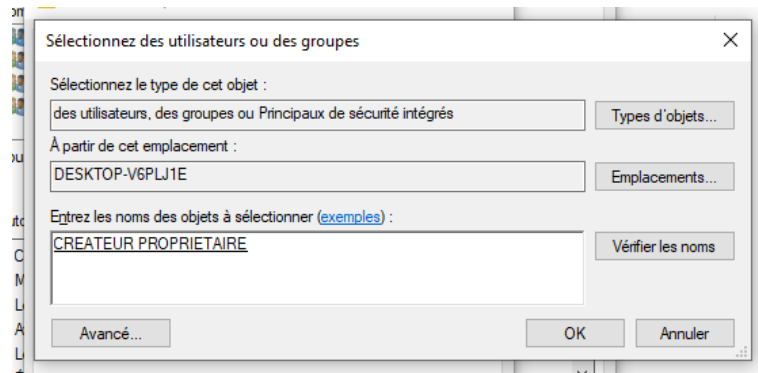 Sélectionnez des utilisateurs ou des groupes
Sélectionnez le type de cet objet :
des utilisateurs, des groupes ou Principaux de sécurité intégrés
Types d'objets...
À partir de cet emplacement :
DESKTOP-V6PLJ1E
Emplacements...
Entrez les noms des objets à sélectionner (exemples) :
CREATEUR PROPRIETAIRE
Vérifier les noms
Avancé...
OK
Annuler